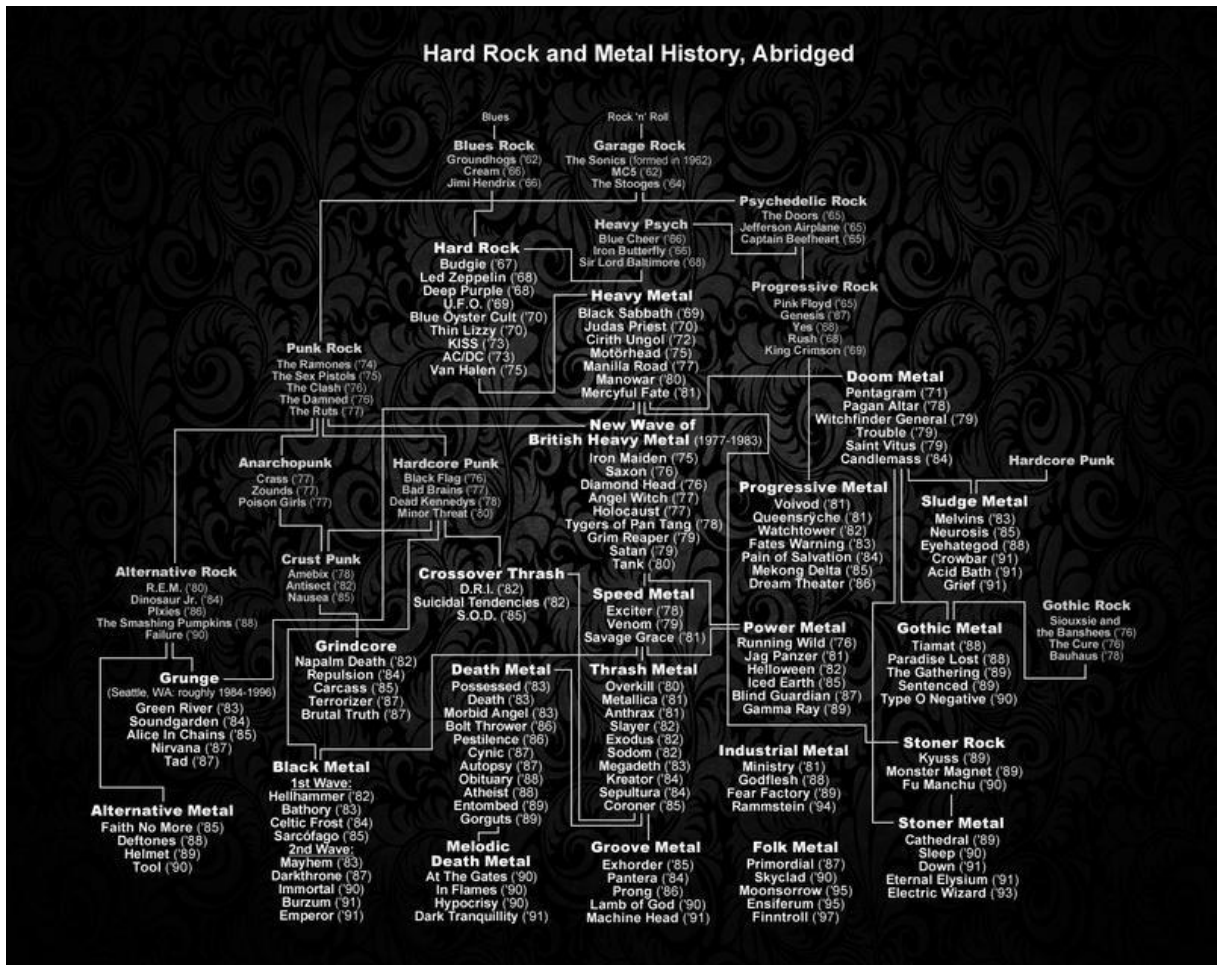 Hard Rock and Metal History, Abridged
Blues
Blues Rock
Groundhogs ('62)
Cream ('66)
Jimi Hendrix ('66)
Rock 'n' Roll
Garage Rock
The Sonics (formed in 1962)
MC5 ('62)
The Stooges ('64)
Psychedelic Rock
The Doors ('65)
Jefferson Airplane ('65)
Captain Beefheart ('65)
Heavy Psych
Blue Cheer ('66)
Iron Butterfly ('66)
Sir Lord Baltimore ('68)
Hard Rock
Budgie ('67)
Led Zeppelin ('68)
Deep Purple ('68)
U.F.O. ('69)
Blue Öyster Cult ('70)
Thin Lizzy ('70)
KISS ('73)
AC/DC ('73)
Van Halen ('75)
Heavy Metal
Black Sabbath ('69)
Judas Priest ('70)
Cirith Ungol ('72)
Motörhead ('75)
Manilla Road ('77)
Manowar ('80)
Mercyful Fate ('81)
Progressive Rock
Pink Floyd ('65)
Genesis ('67)
Yes ('68)
Rush ('68)
King Crimson ('69)
Punk Rock
The Ramones ('74)
The Sex Pistols ('75)
The Clash ('76)
The Damned ('76)
The Ruts ('77)
Doom Metal
Pentagram ('71)
Pagan Altar ('78)
Witchfinder General ('79)
Trouble ('79)
Saint Vitus ('79)
Candlemass ('84)
New Wave of
British Heavy Metal (1977-1983)
Iron Maiden ('75)
Saxon ('76)
Diamond Head ('76)
Angel Witch ('77)
Holocaust ('77)
Tygers of Pan Tang ('78)
Grim Reaper ('79)
Satan ('79)
Tank ('80)
Anarchopunk
Crass ('77)
Zounds ('77)
Poison Girls ('77)
Hardcore Punk
Black Flag ('76)
Bad Brains ('77)
Dead Kennedys ('78)
Minor Threat ('80)
Hardcore Punk
Progressive Metal
Voivod ('81)
Queensrÿche ('81)
Watchtower ('82)
Fates Warning ('83)
Pain of Salvation ('84)
Mekong Delta ('85)
Dream Theater ('86)
Sludge Metal
Melvins ('83)
Neurosis ('85)
Eyehategod ('88)
Crowbar ('91)
Acid Bath ('91)
Grief ('91)
Crust Punk
Amebix ('78)
Antisect ('82)
Nausea ('85)
Alternative Rock
R.E.M. ('80)
Dinosaur Jr. ('84)
Pixies ('86)
The Smashing Pumpkins ('88)
Failure ('90)
Crossover Thrash
D.R.I. ('82)
Suicidal Tendencies ('82)
S.O.D. ('85)
Speed Metal
Exciter ('78)
Venom ('79)
Savage Grace ('81)
Power Metal
Running Wild ('76)
Jag Panzer ('81)
Helloween ('82)
Iced Earth ('85)
Blind Guardian ('87)
Gamma Ray ('89)
Gothic Metal
Tiamat ('88)
Paradise Lost ('88)
The Gathering ('89)
Sentenced ('89)
Type O Negative ('90)
Gothic Rock
Siouxsie and
the Banshees ('76)
The Cure ('76)
Bauhaus ('78)
Grindcore
Napalm Death ('82)
Repulsion ('84)
Carcass ('85)
Terrorizer ('87)
Brutal Truth ('87)
Grunge
(Seattle, WA: roughly 1984-1996)
Green River ('83)
Soundgarden ('84)
Alice In Chains ('85)
Nirvana ('87)
Tad ('87)
Death Metal
Possessed ('83)
Death ('83)
Morbid Angel ('83)
Bolt Thrower ('86)
Pestilence ('86)
Cynic ('87)
Autopsy ('87)
Obituary ('88)
Atheist ('88)
Entombed ('89)
Gorguts ('89)
Thrash Metal
Overkill ('80)
Metallica ('81)
Anthrax ('81)
Slayer ('82)
Exodus ('82)
Sodom ('82)
Megadeth ('83)
Kreator ('84)
Sepultura ('84)
Coroner ('85)
Industrial Metal
Ministry ('81)
Godflesh ('88)
Fear Factory ('89)
Rammstein ('94)
Stoner Rock
Kyuss ('89)
Monster Magnet ('89)
Fu Manchu ('90)
Black Metal
1st Wave:
Hellhammer ('82)
Bathory ('83)
Celtic Frost ('84)
Sarcófago ('85)
2nd Wave:
Mayhem ('83)
Darkthrone ('87)
Immortal ('90)
Burzum ('91)
Emperor ('91)
Alternative Metal
Faith No More ('85)
Deftones ('88)
Helmet ('89)
Tool ('90)
Melodic
Death Metal
At The Gates ('90)
In Flames ('90)
Hypocrisy ('90)
Dark Tranquillity ('91)
Groove Metal
Exhorder ('85)
Pantera ('84)
Prong ('86)
Lamb of God ('90)
Machine Head ('91)
Folk Metal
Primordial ('87)
Skyclad ('90)
Moonsorrow ('95)
Ensiferum ('95)
Finntroll ('97)
Stoner Metal
Cathedral ('89)
Sleep ('90)
Down ('91)
Eternal Elysium ('91)
Electric Wizard ('93)